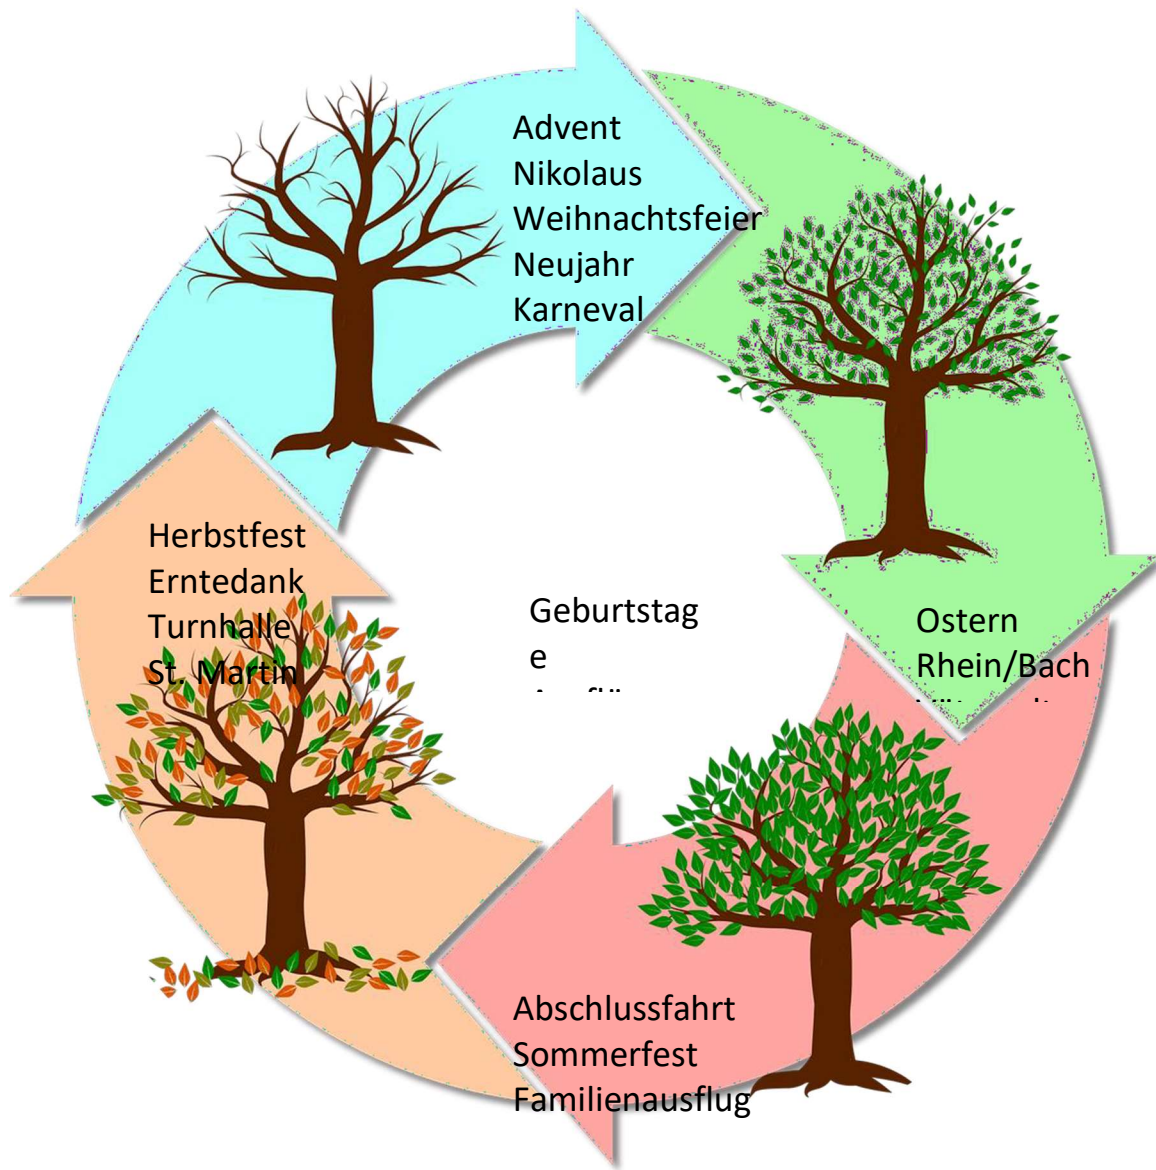 Advent
Nikolaus
Weihnachtsfeier
Neujahr
Karneval
Herbstfest
Erntedank
Turnhalle
St. Martin
Geburtstag
e
Ostern
Rhein/Bach
Abschlussfahrt
Sommerfest
Familienausflug